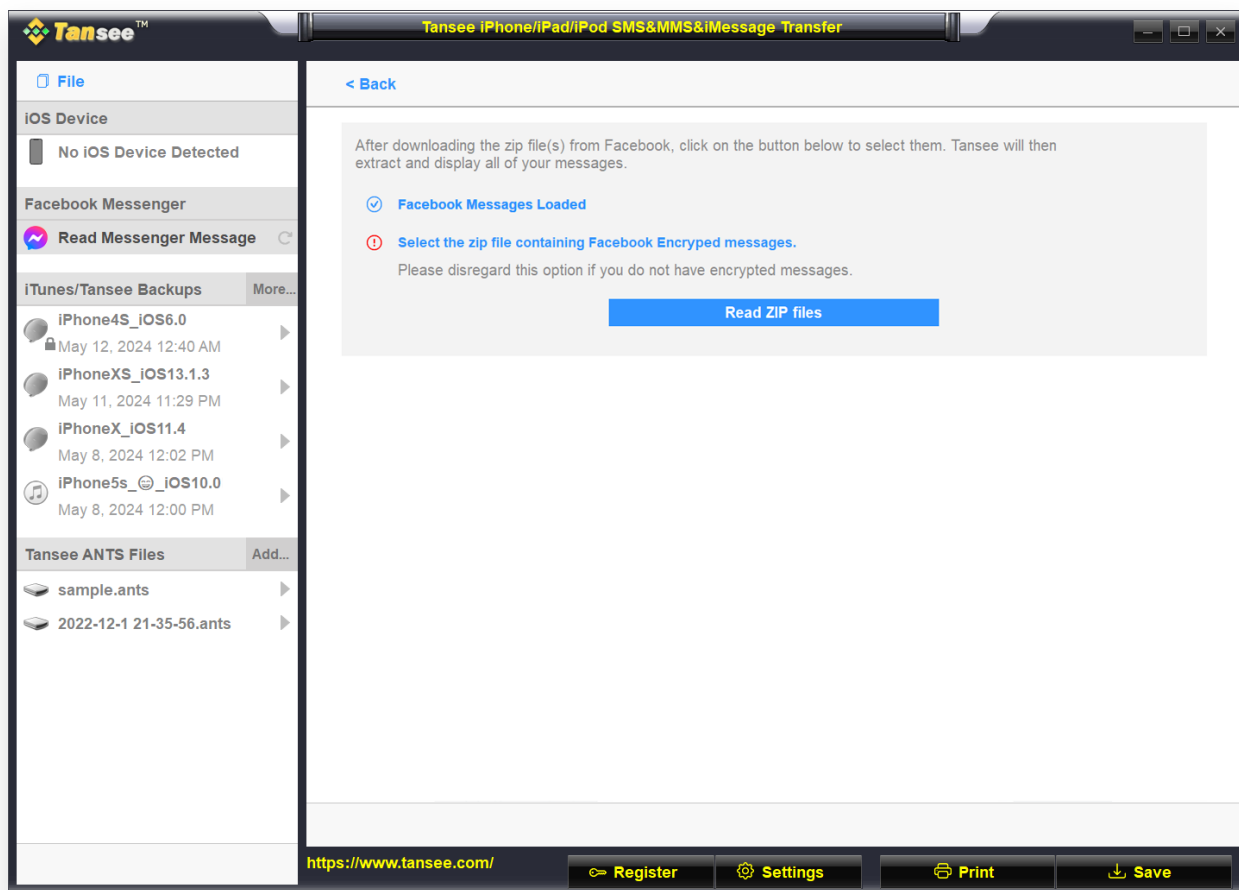 Tansee™
Tansee iPhone/iPad/iPod SMS&MMS&iMessage Transfer
File
iOS Device
No iOS Device Detected
Facebook Messenger
Read Messenger Message
iTunes/Tansee Backups More...
iPhone4S_iOS6.0
May 12, 2024 12:40 AM
iPhoneXS_iOS13.1.3
May 11, 2024 11:29 PM
iPhoneX_iOS11.4
May 8, 2024 12:02 PM
iPhone5s_😄_iOS10.0
May 8, 2024 12:00 PM
Tansee ANTS Files Add...
sample.ants
2022-12-1 21-35-56.ants
< Back
After downloading the zip file(s) from Facebook, click on the button below to select them. Tansee will then
extract and display all of your messages.
Facebook Messages Loaded
Select the zip file containing Facebook Encryped messages.
Please disregard this option if you do not have encrypted messages.
Read ZIP files
https://www.tansee.com/
Register
Settings
Print
Save